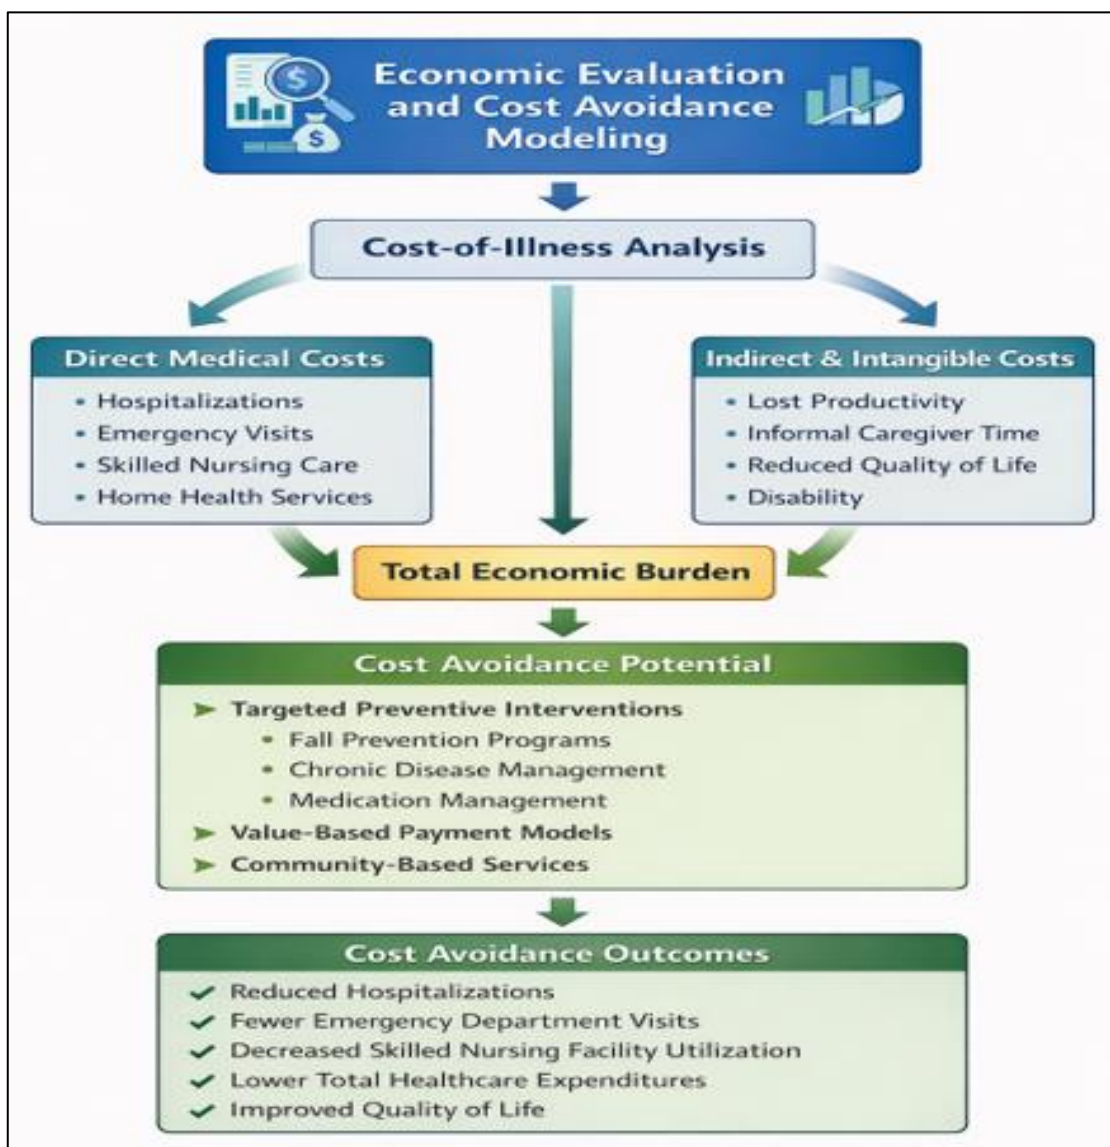 Economic Evaluation
and Cost Avoidance
Modeling
Cost-of-Illness Analysis
Direct Medical Costs
• Hospitalizations
• Emergency Visits
• Skilled Nursing Care
• Home Health Services
Indirect & Intangible Costs
• Lost Productivity
• Informal Caregiver Time
• Reduced Quality of Life
• Disability
Total Economic Burden
Cost Avoidance Potential
➤ Targeted Preventive Interventions
• Fall Prevention Programs
• Chronic Disease Management
• Medication Management
➤ Value-Based Payment Models
➤ Community-Based Services
Cost Avoidance Outcomes
✓ Reduced Hospitalizations
✓ Fewer Emergency Department Visits
✓ Decreased Skilled Nursing Facility Utilization
✓ Lower Total Healthcare Expenditures
✓ Improved Quality of Life